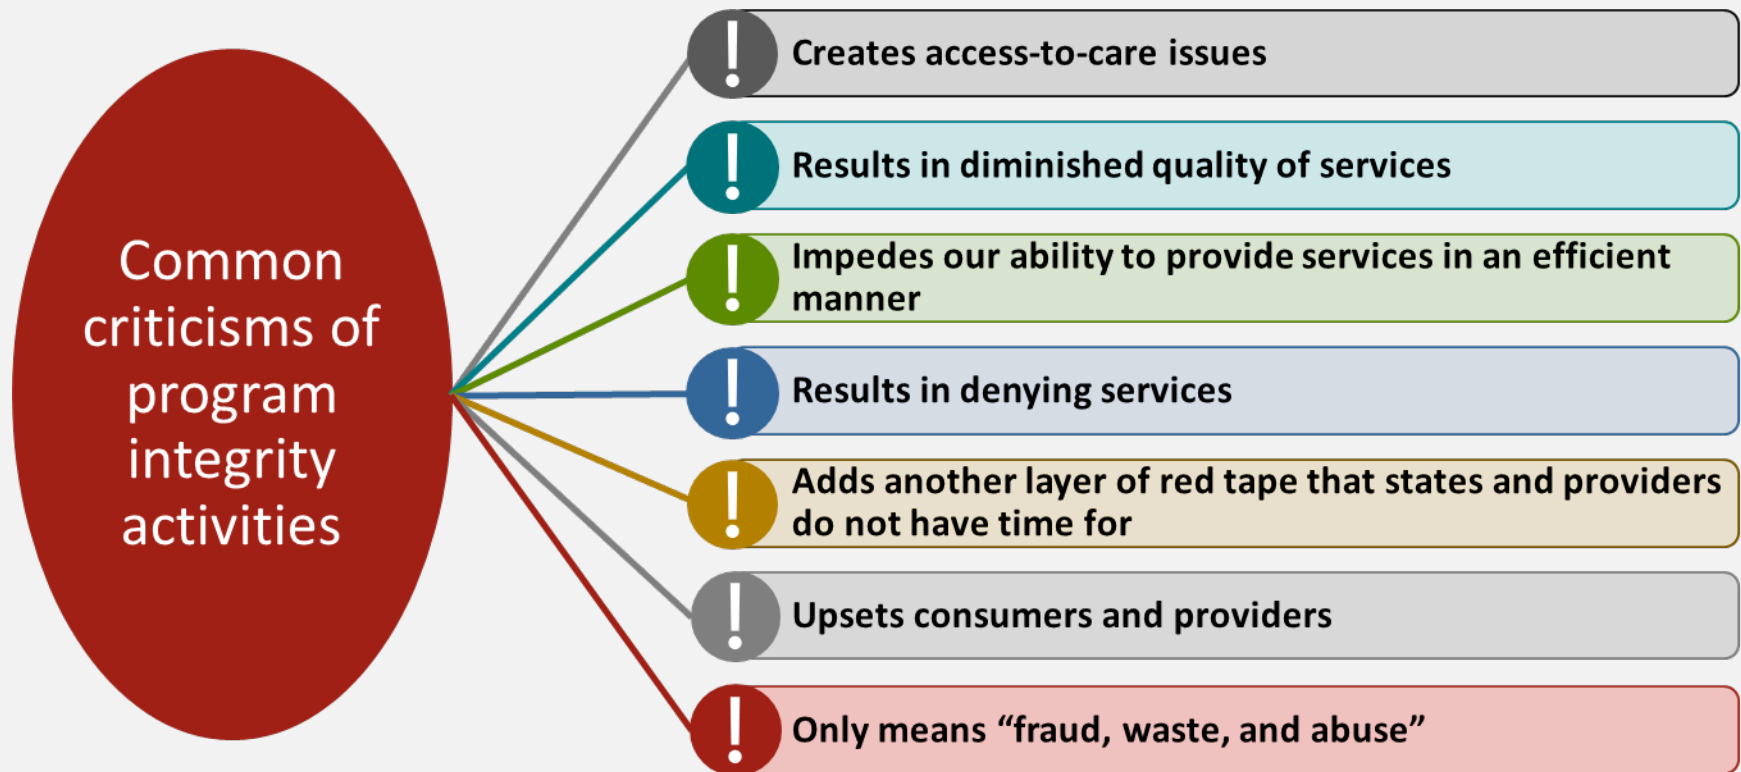 Common
criticisms of
program
integrity
activities
Creates access-to-care issues
Results in diminished quality of services
Impedes our ability to provide services in an efficient
manner
Results in denying services
Adds another layer of red tape that states and providers
do not have time for
Upsets consumers and providers
Only means “fraud, waste, and abuse”